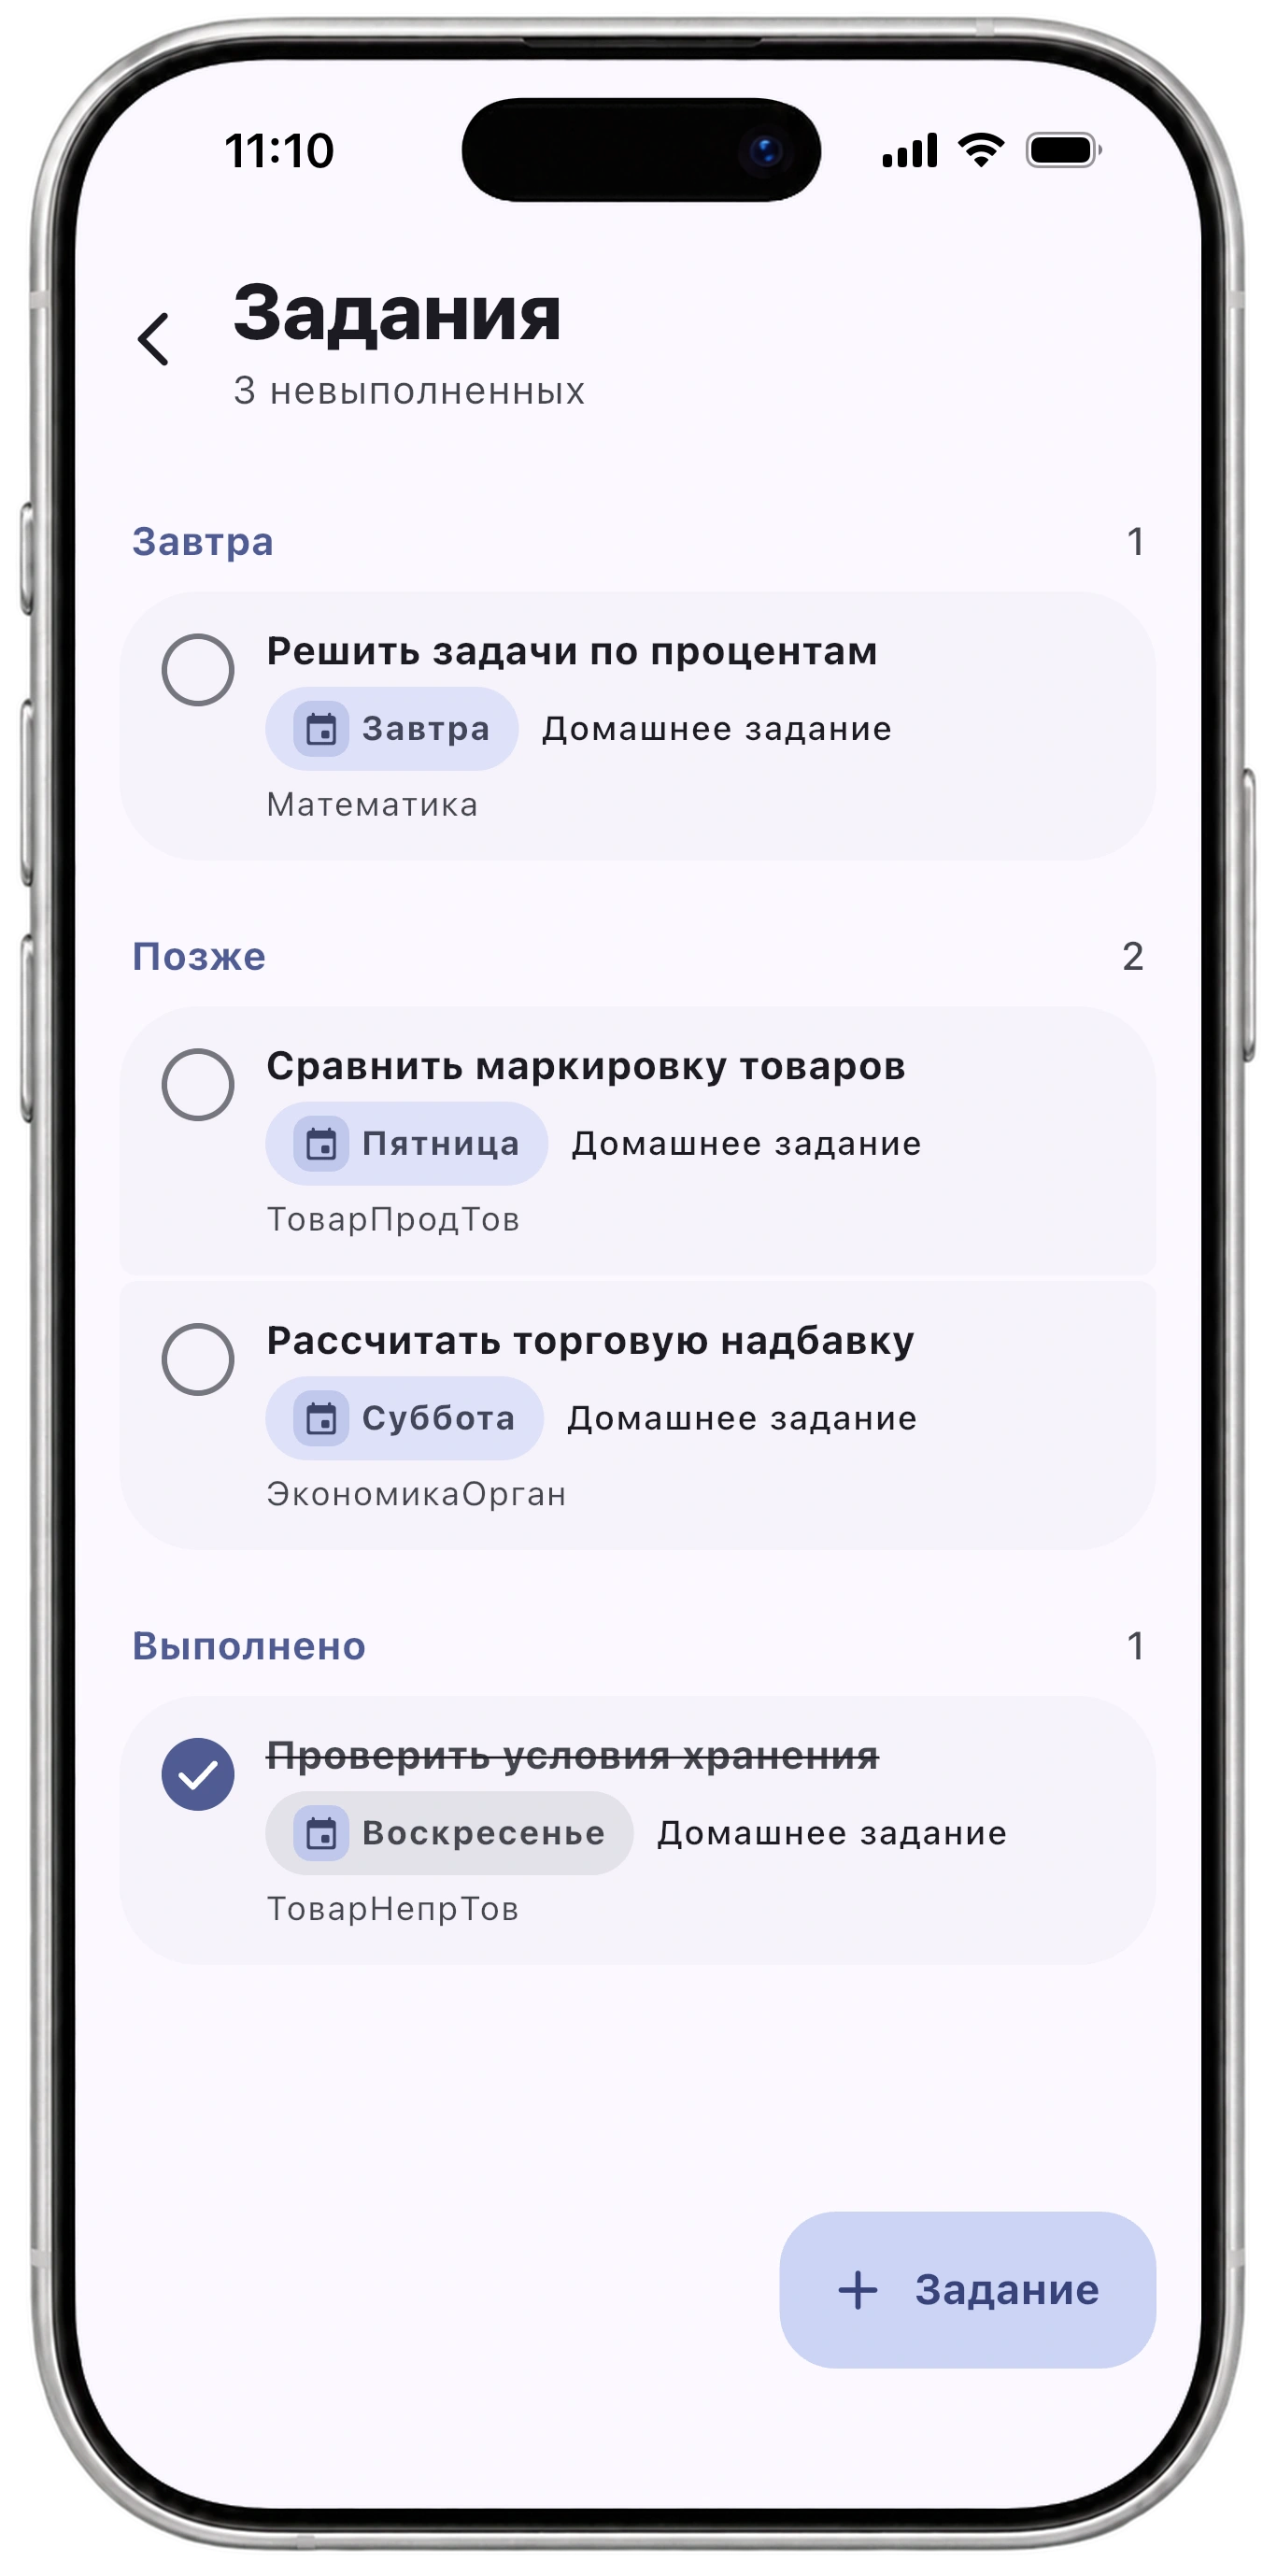 11:10
Задания
3 невыполненных
Завтра 1
Решить задачи по процентам
Завтра Домашнее задание
Математика
Позже 2
Сравнить маркировку товаров
Пятница Домашнее задание
ТоварПродТов
Рассчитать торговую надбавку
Суббота Домашнее задание
ЭкономикаОрган
Выполнено 1
Проверить условия хранения
Воскресенье Домашнее задание
ТоварНепрТов
+ Задание